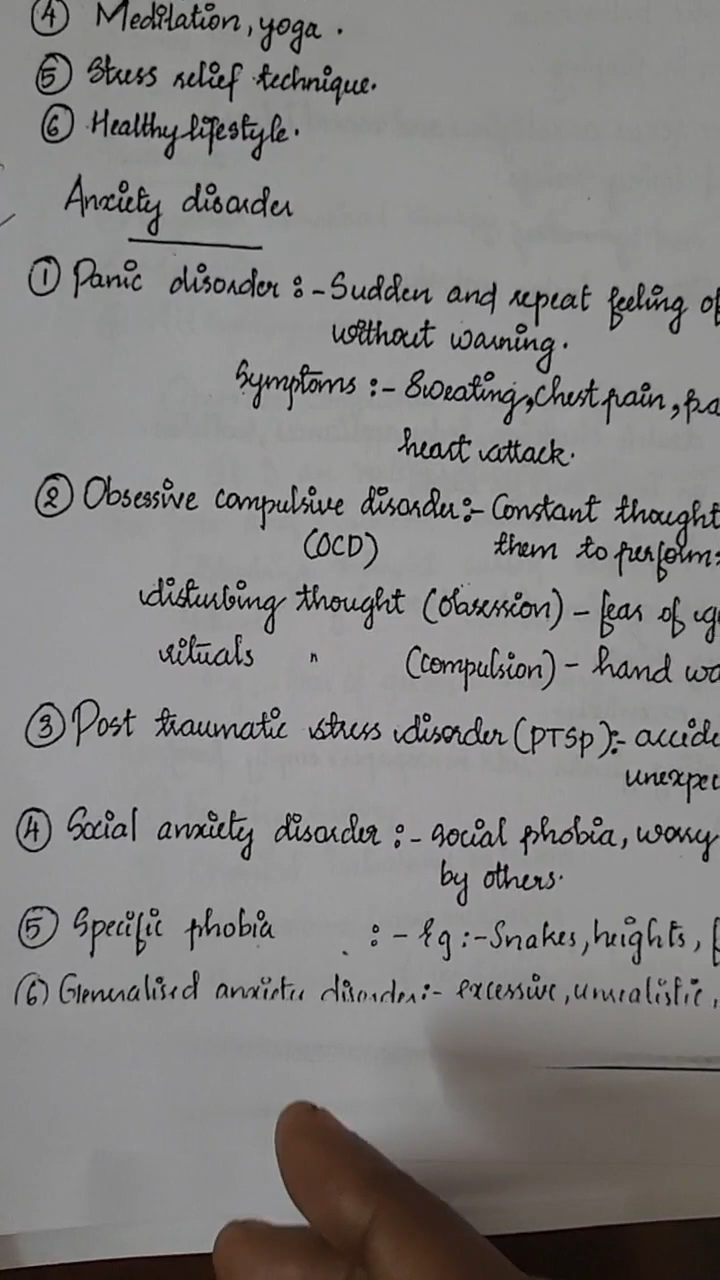 ④ Meditation, yoga.
⑤ Stress relief technique.
⑥ Healthy lifestyle.
Anxiety disorder
① Panic disorder :- Sudden and repeat feeling of
without warning.
Symptoms :- Sweating, chest pain,
heart attack.
② Obsessive compulsive disorder :- Constant thought
(OCD) them to perform
disturbing thought (obsession) - fear of
rituals " (compulsion) - hand
③ Post traumatic stress disorder (PTSD) :-
④ Social anxiety disorder :- social phobia, worry
by others.
⑤ Specific phobia :- Eg :- Snakes, heights,
(6) Generalised anxiety disorder :- excessive, unrealistic,